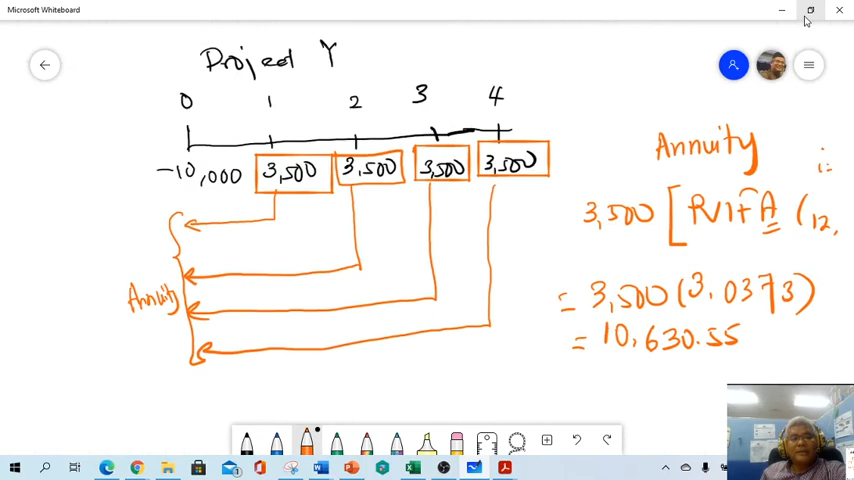 Microsoft Whiteboard
Project Y
0 1 2 3 4
-10,000 3,500 3,500 3,500 3,500
Annuity
Annuity
i=
3,500 [PVIFA (12,
= 3,500 (3.0373)
= 10,630.55